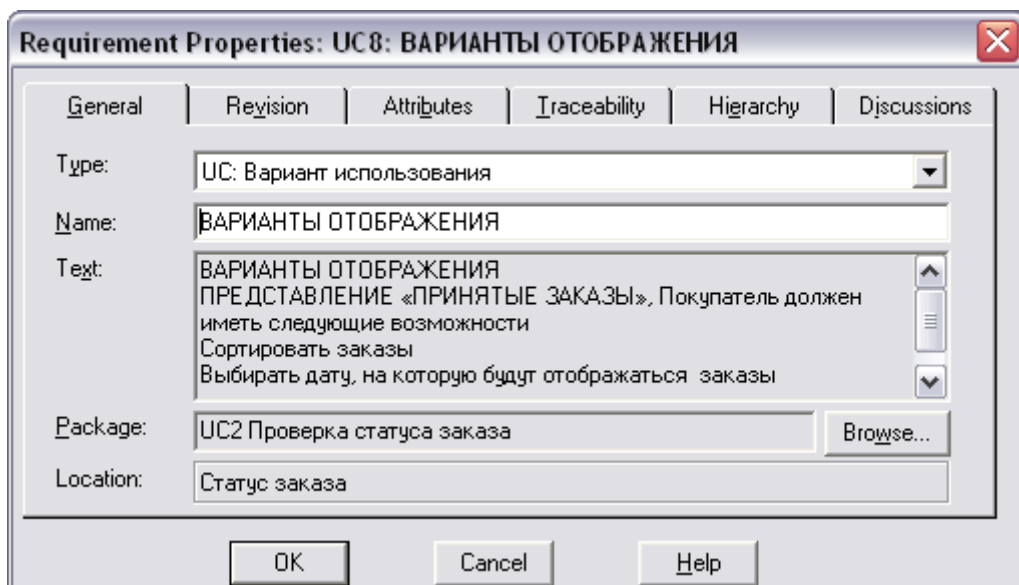 Requirement Properties: UC8: ВАРИАНТЫ ОТОБРАЖЕНИЯ
General Revision Attributes Traceability Hierarchy Discussions
Type: UC: Вариант использования
Name: ВАРИАНТЫ ОТОБРАЖЕНИЯ
Text: ВАРИАНТЫ ОТОБРАЖЕНИЯ
ПРЕДСТАВЛЕНИЕ «ПРИНЯТЫЕ ЗАКАЗЫ», Покупатель должен
иметь следующие возможности
Сортировать заказы
Выбирать дату, на которую будут отображаться заказы
Package: UC2 Проверка статуса заказа Browse...
Location: Статус заказа
OK Cancel Help